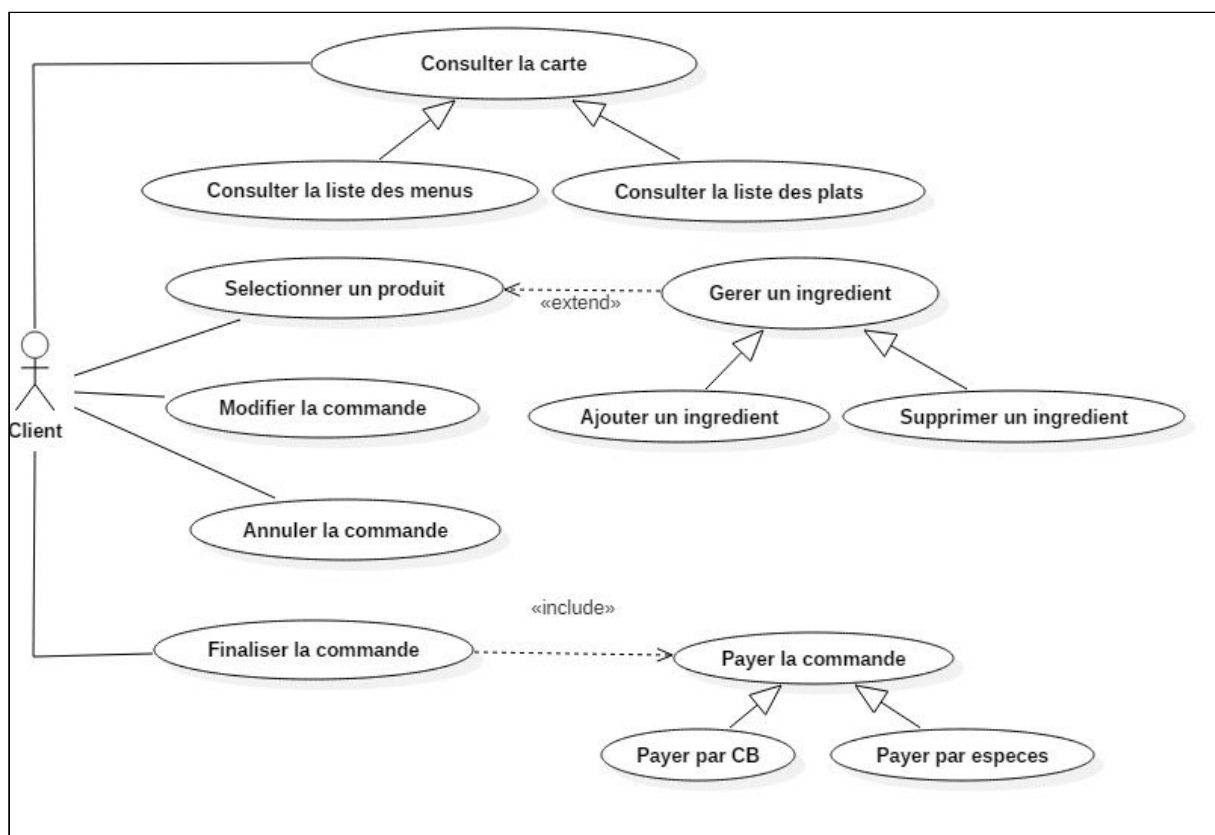 Consulter la carte
Consulter la liste des menus
Consulter la liste des plats
Selectionner un produit
«extend»
Gerer un ingredient
Client
Modifier la commande
Ajouter un ingredient
Supprimer un ingredient
Annuler la commande
«include»
Finaliser la commande
Payer la commande
Payer par CB
Payer par especes